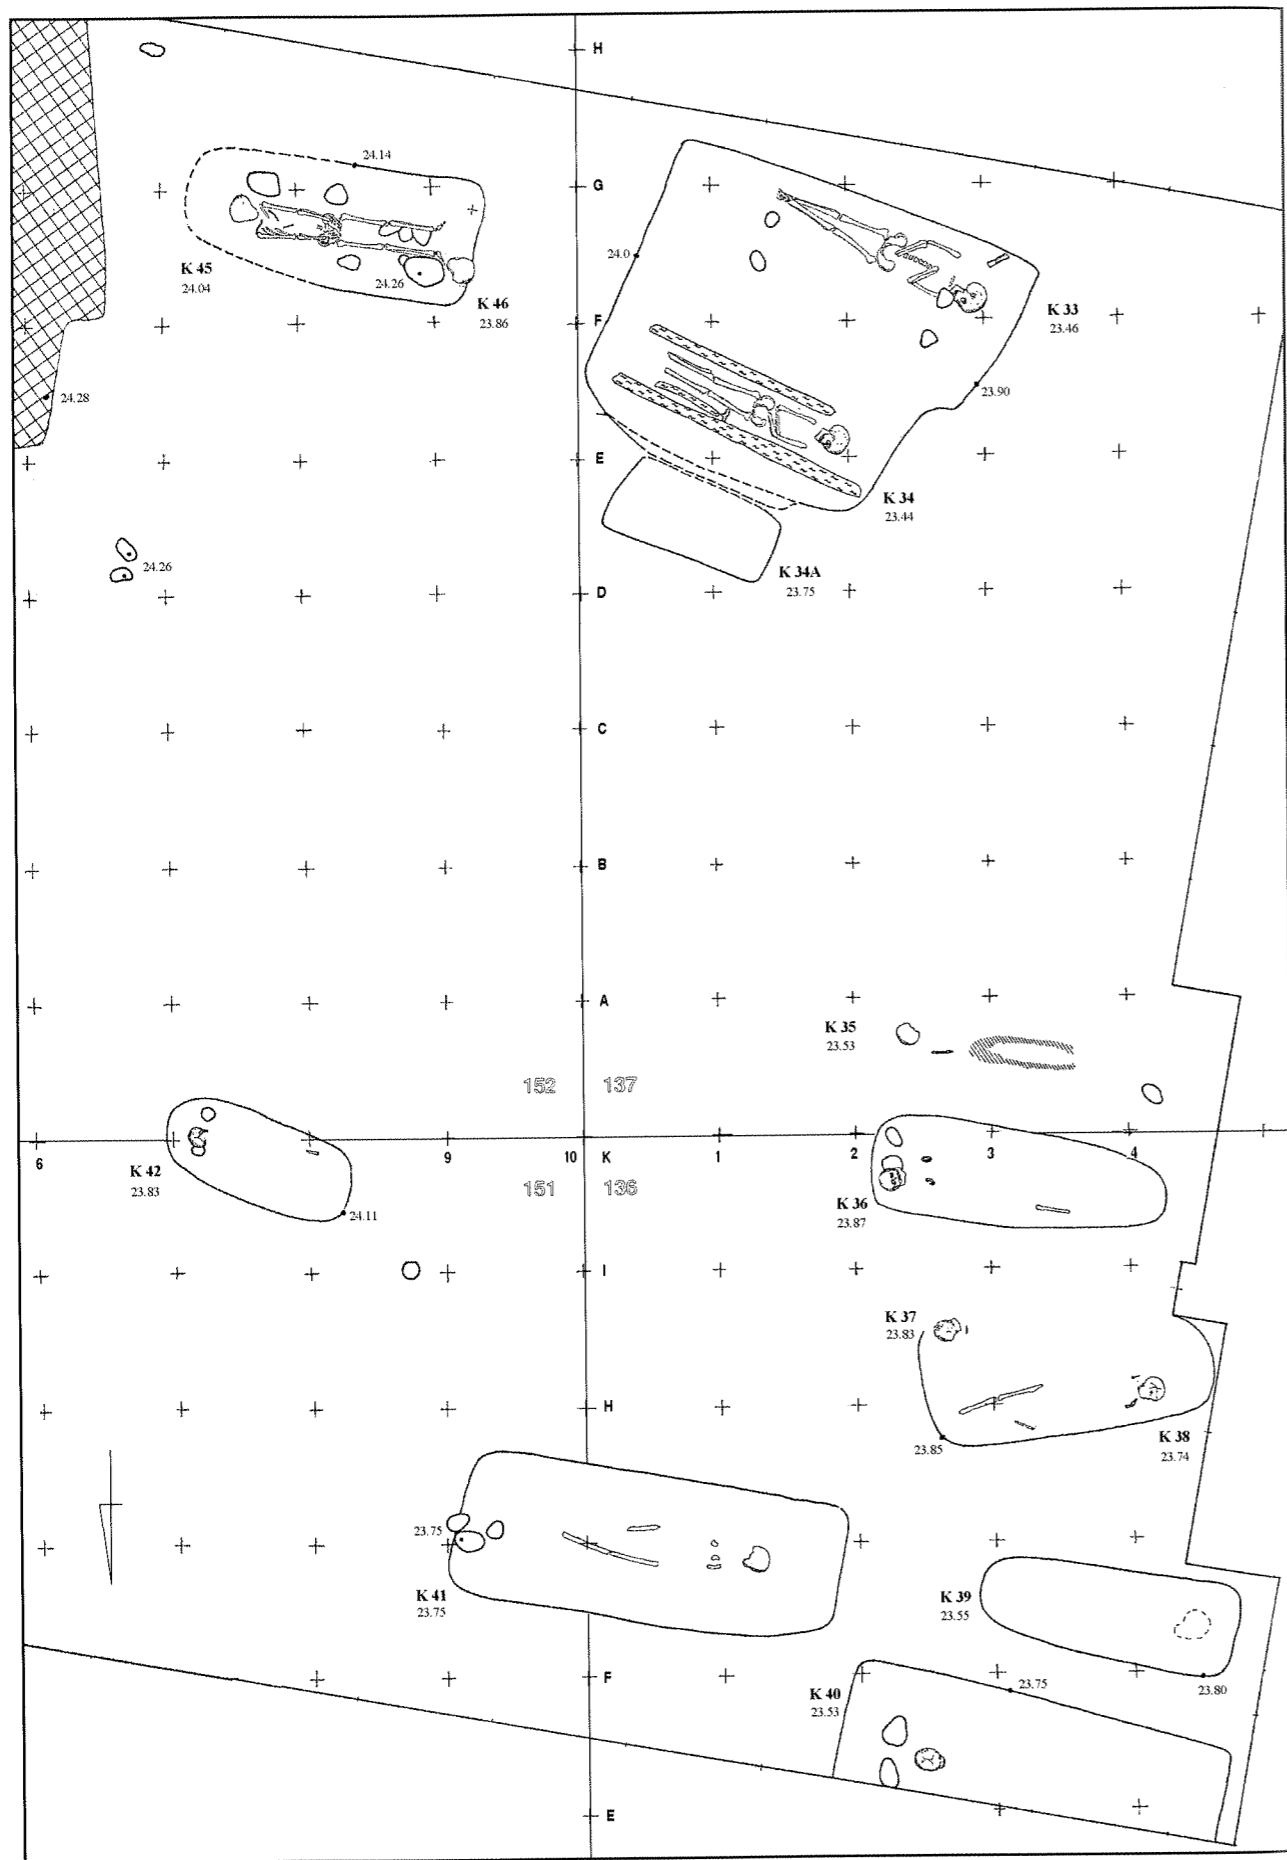 H
24.14
G
K 45
24.04
24.26
K 46
23.86
24.0
K 33
23.46
F
24.28
23.90
E
K 34
23.44
24.26
K 34A
23.75
D
C
B
A
K 35
23.53
152 137
6 9 10 K 1 2 3 4
K 42
23.83
151 136
24.11
K 36
23.87
I
K 37
23.83
H
23.85
K 38
23.74
23.75
K 41
23.75
K 39
23.55
F
K 40
23.53
23.75
23.80
E